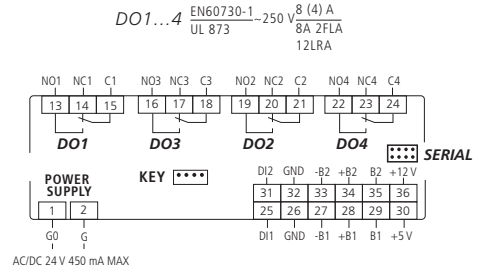 DO1...4 EN60730-1 ~250 V 8 (4) A
UL 873 8A 2FLA
12LRA
NO1 NC1 C1 NO3 NC3 C3 NO2 NC2 C2 NO4 NC4 C4
13 14 15 16 17 18 19 20 21 22 23 24
DO1 DO3 DO2 DO4
SERIAL
KEY
POWER
SUPPLY
DI2 GND -B2 +B2 B2 +12 V
31 32 33 34 35 36
1 2 25 26 27 28 29 30
G0 G DI1 GND -B1 +B1 B1 +5 V
AC/DC 24 V 450 mA MAX